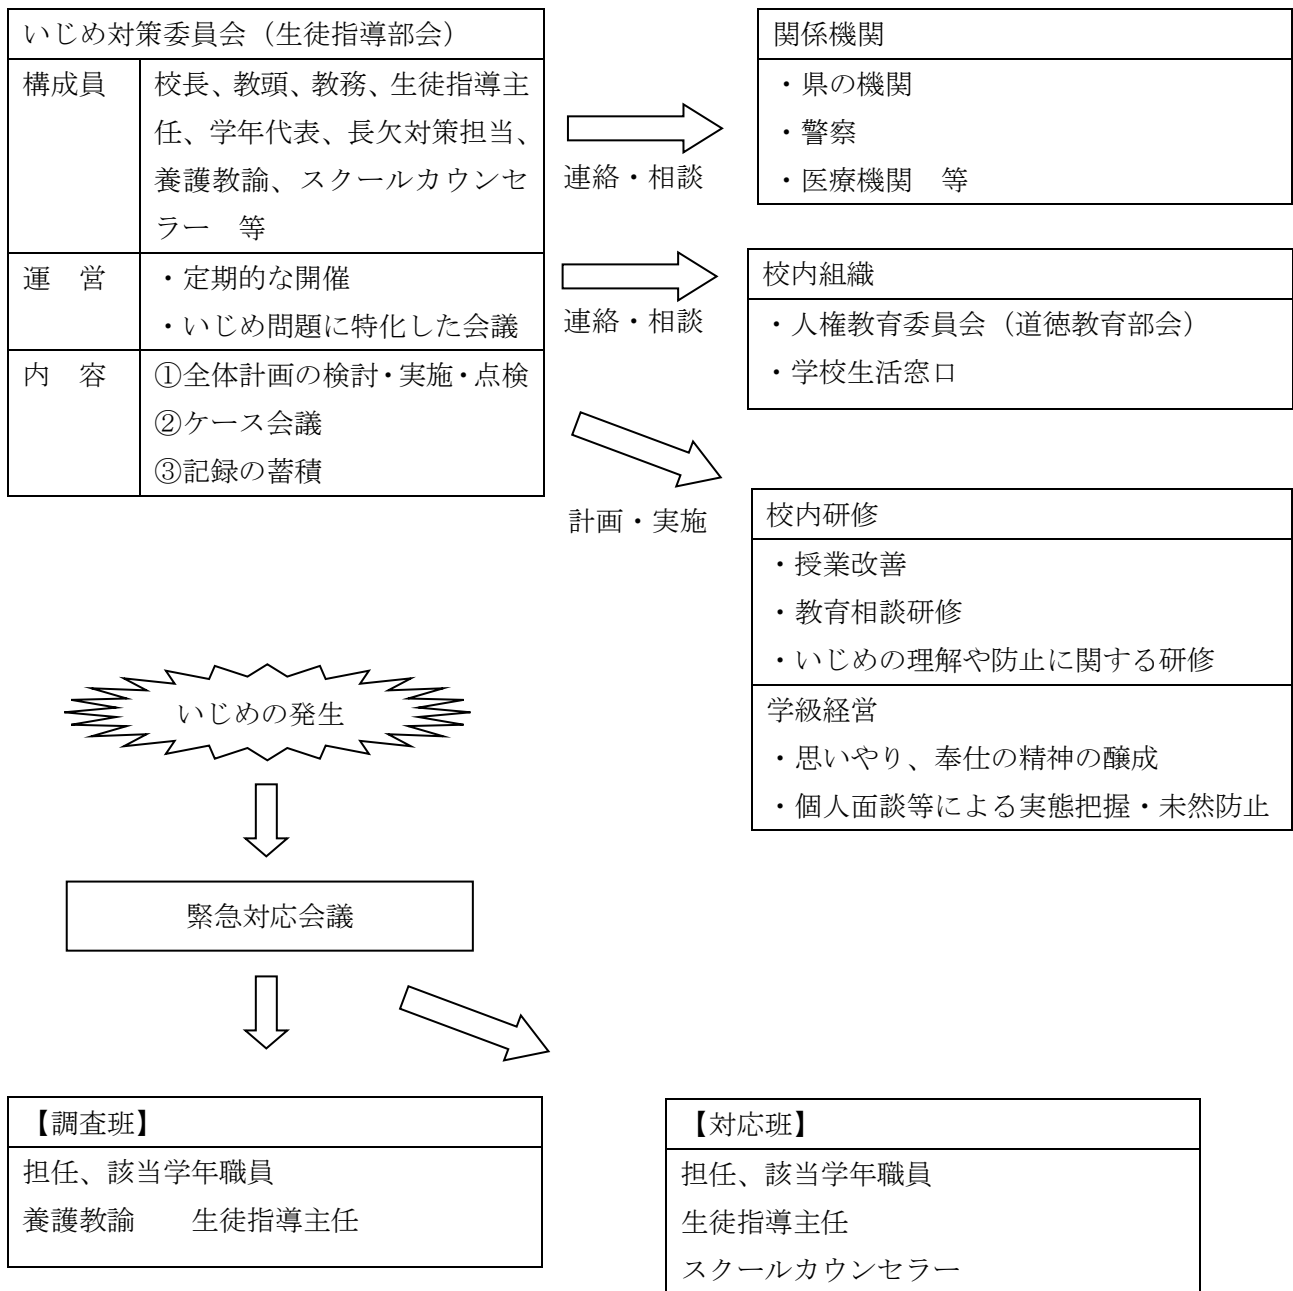 いじめ対策委員会（生徒指導部会）
構成員
校長、教頭、教務、生徒指導主
任、学年代表、長欠対策担当、
養護教諭、スクールカウンセ
ラー　等
運　営
・定期的な開催
・いじめ問題に特化した会議
内　容
①全体計画の検討・実施・点検
②ケース会議
③記録の蓄積
連絡・相談
関係機関
・県の機関
・警察
・医療機関　等
連絡・相談
校内組織
・人権教育委員会（道徳教育部会）
・学校生活窓口
計画・実施
校内研修
・授業改善
・教育相談研修
・いじめの理解や防止に関する研修
学級経営
・思いやり、奉仕の精神の醸成
・個人面談等による実態把握・未然防止
いじめの発生
緊急対応会議
【調査班】
担任、該当学年職員
養護教諭　　生徒指導主任
【対応班】
担任、該当学年職員
生徒指導主任
スクールカウンセラー